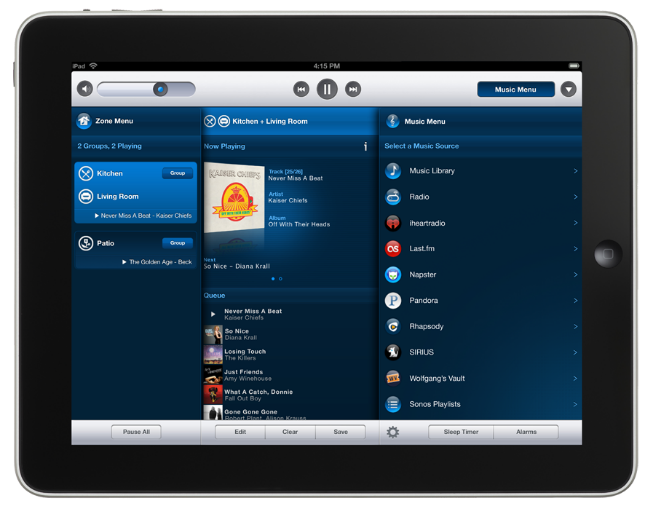 iPad
4:15 PM
Music Menu
Zone Menu
Kitchen + Living Room
Music Menu
2 Groups, 2 Playing
Kitchen
Group
Living Room
Never Miss A Beat - Kaiser Chiefs
Patio
Group
The Golden Age - Beck
Pause All
Now Playing
i
KAISER CHIEFS
Track [25/26]
Never Miss A Beat
Artist
Kaiser Chiefs
Album
Off With Their Heads
Next
So Nice - Diana Krall
Queue
Never Miss A Beat
Kaiser Chiefs
So Nice
Diana Krall
Losing Touch
The Killers
Just Friends
Amy Winehouse
What A Catch, Donnie
Fall Out Boy
Gone Gone Gone
Robert Plant, Alison Krauss
Edit
Clear
Save
Select a Music Source
Music Library
Radio
iheartradio
Last.fm
Napster
P
Pandora
Rhapsody
SIRIUS
Wolfgang's Vault
Sonos Playlists
Sleep Timer
Alarms